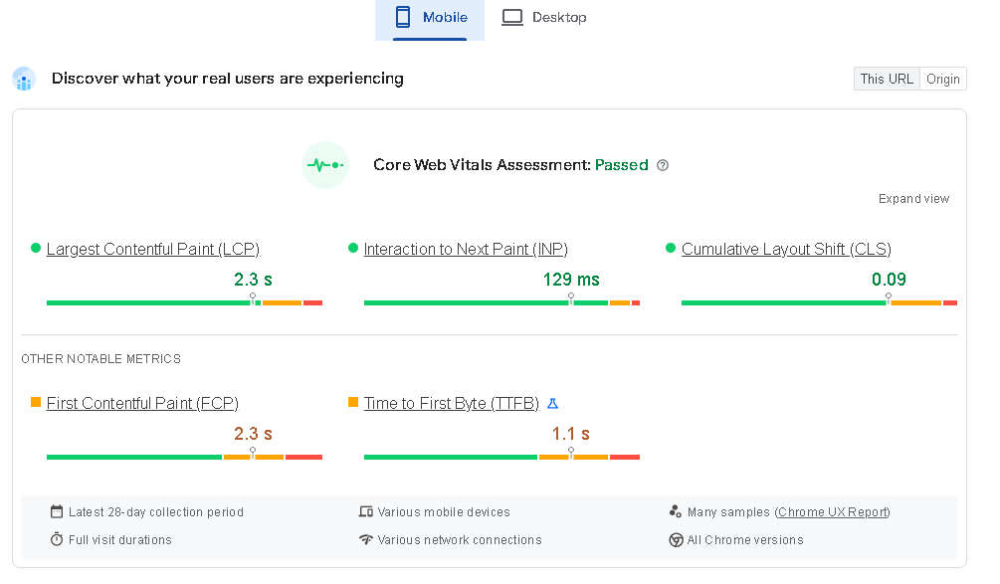 Mobile
Desktop
Discover what your real users are experiencing
This URL
Origin
Core Web Vitals Assessment: Passed
Expand view
Largest Contentful Paint (LCP)
2.3 s
Interaction to Next Paint (INP)
129 ms
Cumulative Layout Shift (CLS)
0.09
OTHER NOTABLE METRICS
First Contentful Paint (FCP)
2.3 s
Time to First Byte (TTFB)
1.1 s
Latest 28-day collection period
Various mobile devices
Many samples (Chrome UX Report)
Full visit durations
Various network connections
All Chrome versions